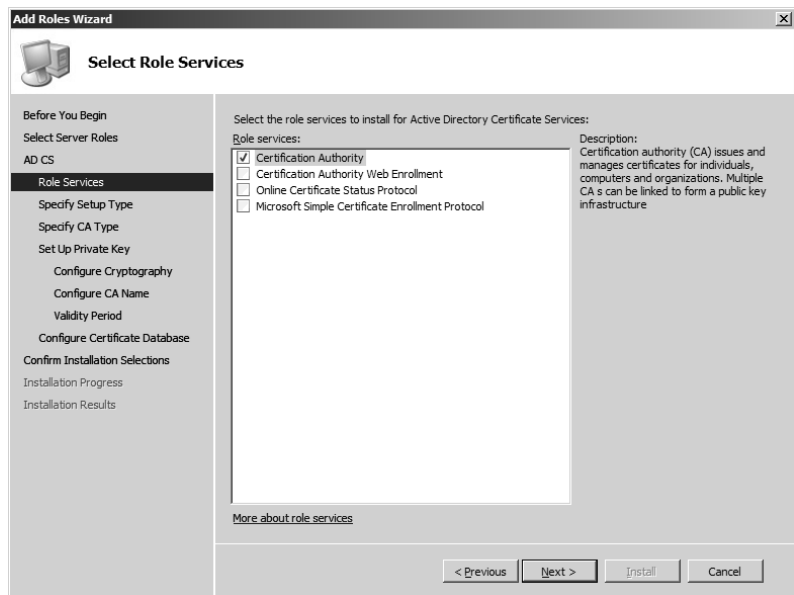 Add Roles Wizard
Select Role Services
Before You Begin
Select Server Roles
AD CS
Role Services
Specify Setup Type
Specify CA Type
Set Up Private Key
Configure Cryptography
Configure CA Name
Validity Period
Configure Certificate Database
Confirm Installation Selections
Installation Progress
Installation Results
Select the role services to install for Active Directory Certificate Services:
Role services:
Certification Authority
Certification Authority Web Enrollment
Online Certificate Status Protocol
Microsoft Simple Certificate Enrollment Protocol
Description:
Certification authority (CA) issues and
manages certificates for individuals,
computers and organizations. Multiple
CA s can be linked to form a public key
infrastructure
More about role services
< Previous
Next >
Install
Cancel